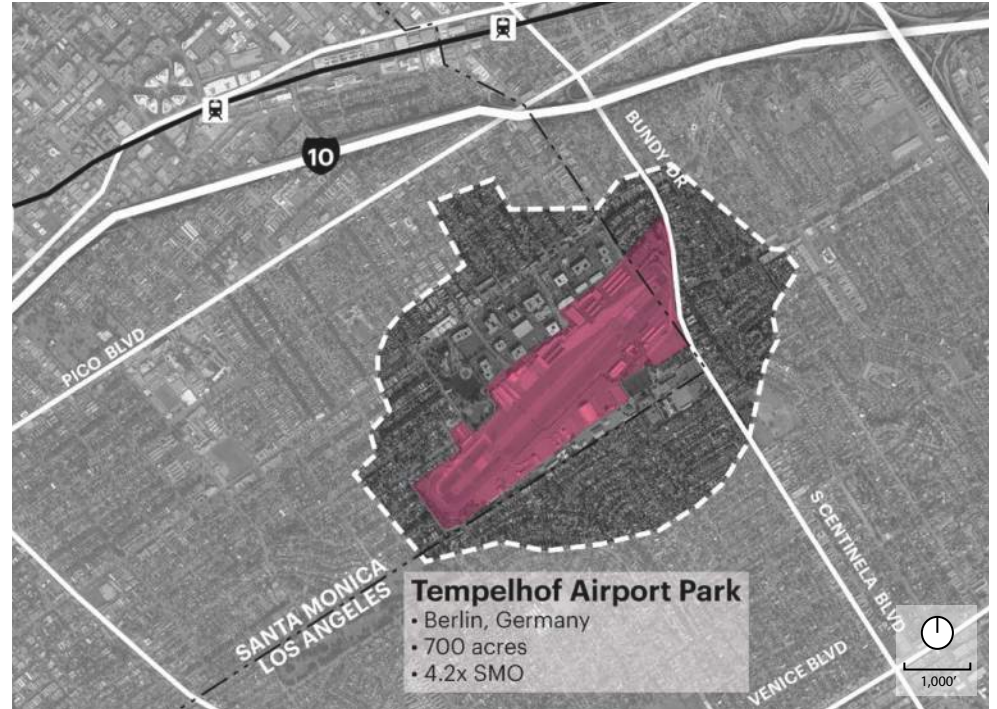 BUNDY DR
10
PICO BLVD
SANTA MONICA
LOS ANGELES
S CENTINELA BLVD
Tempelhof Airport Park
• Berlin, Germany
• 700 acres
• 4.2x SMO
VENICE BLVD
1,000’